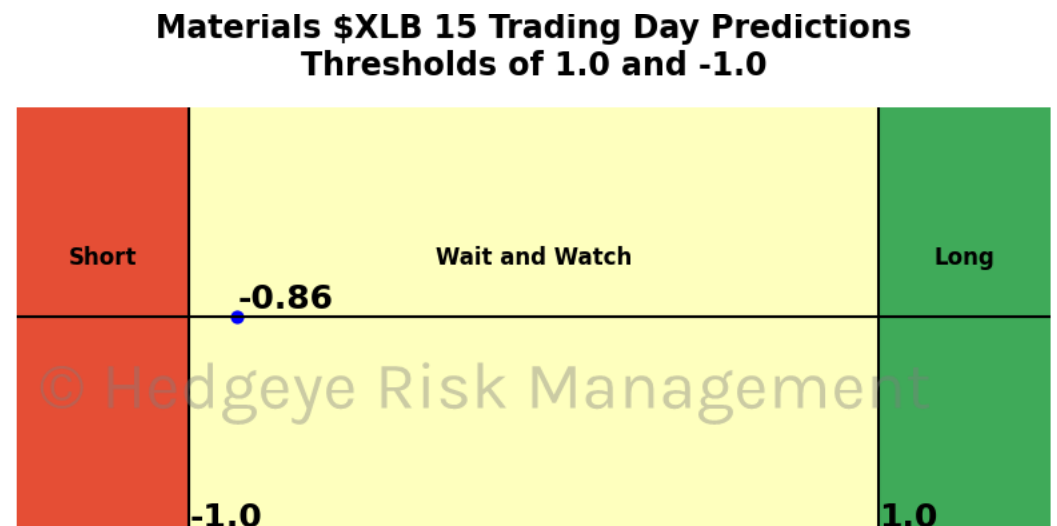 Materials $XLB 15 Trading Day Predictions
Thresholds of 1.0 and -1.0
Short
Wait and Watch
Long
-0.86
© Hedgeye Risk Management
-1.0
1.0